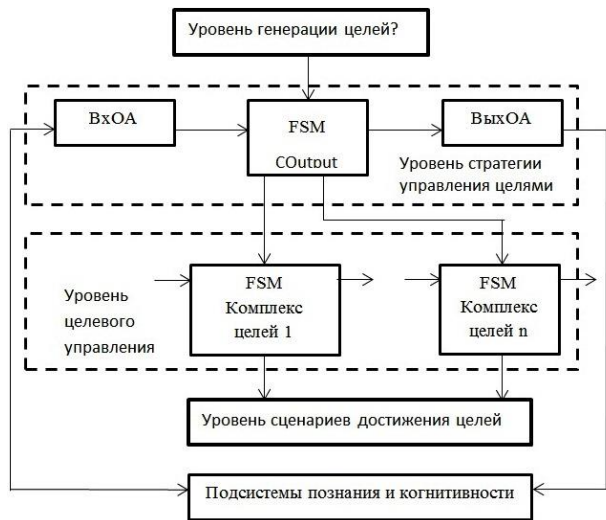 Уровень генерации целей?
ВхОА
FSM
COutput
ВыхОА
Уровень стратегии
управления целями
Уровень
целевого
управления
FSM
Комплекс
целей 1
FSM
Комплекс
целей n
Уровень сценариев достижения целей
Подсистемы познания и когнитивности